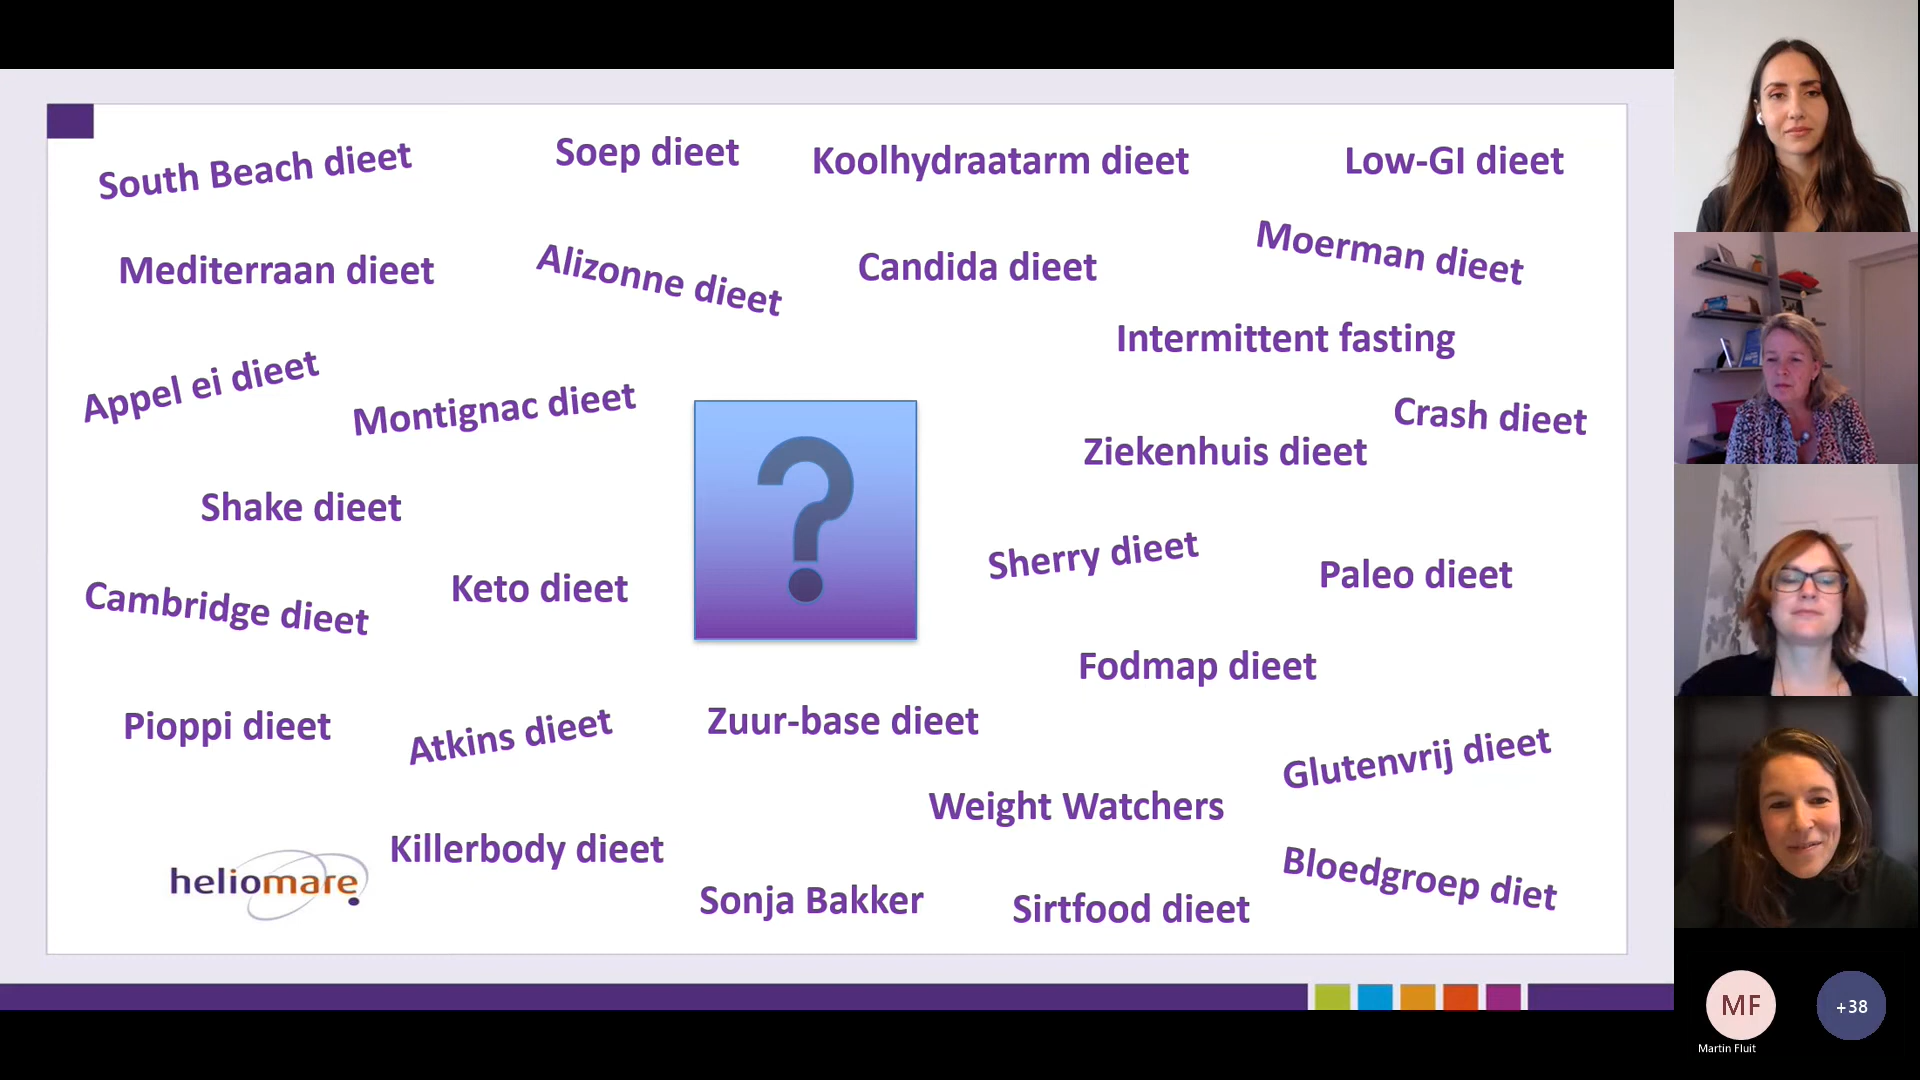 South Beach dieet
Soep dieet
Koolhydraatarm dieet
Low-GI dieet
Mediterraan dieet
Alizonne dieet
Candida dieet
Moerman dieet
Intermittent fasting
Appel ei dieet
Montignac dieet
Crash dieet
Ziekenhuis dieet
Shake dieet
?
Sherry dieet
Paleo dieet
Cambridge dieet
Keto dieet
Fodmap dieet
Pioppi dieet
Atkins dieet
Zuur-base dieet
Glutenvrij dieet
Weight Watchers
Killerbody dieet
heliomare
Sonja Bakker
Sirtfood dieet
Bloedgroep diet
MF
+38
Martin Fluit